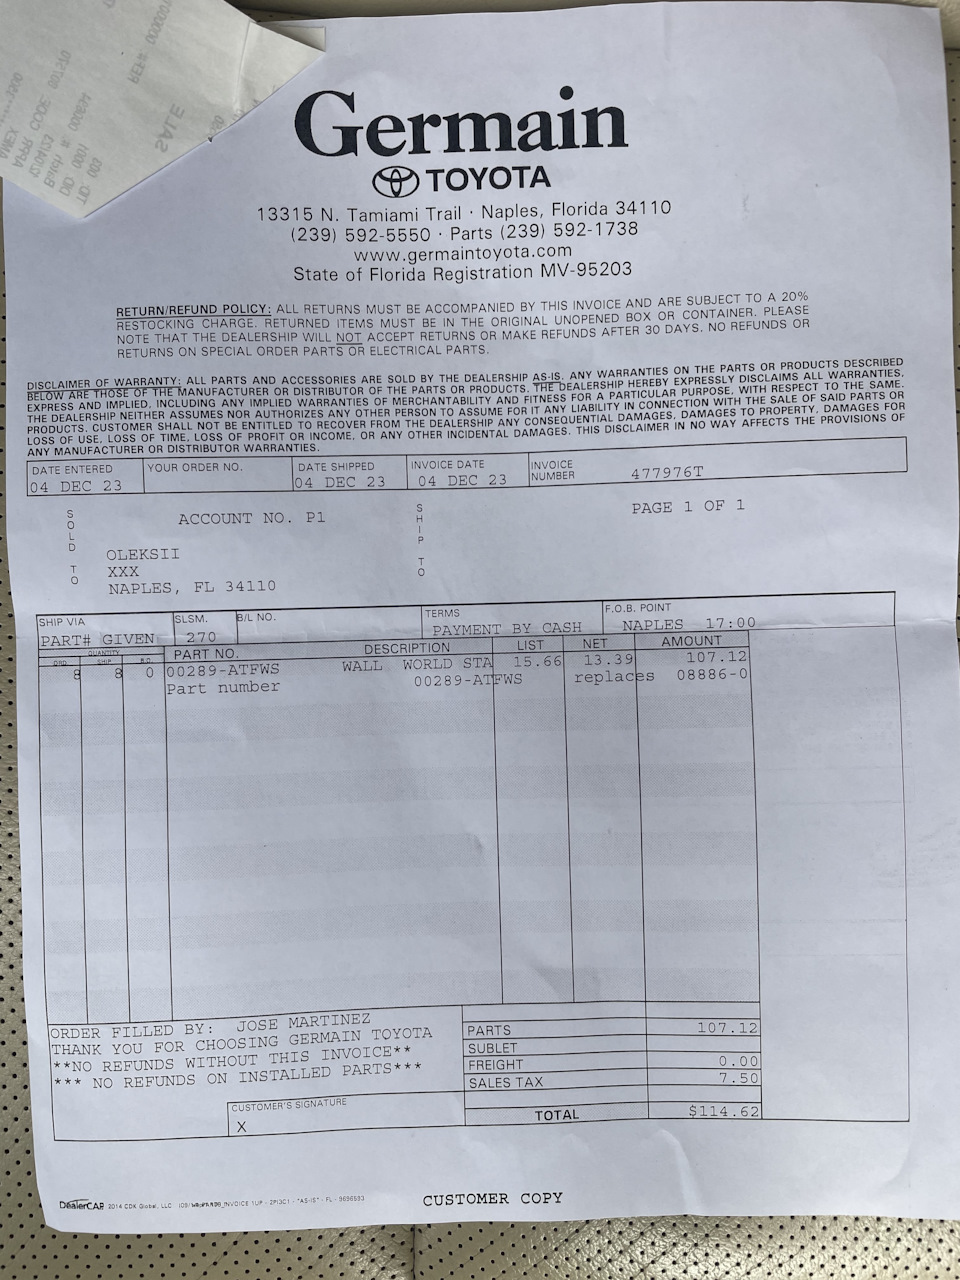 Germain
TOYOTA
13315 N. Tamiami Trail · Naples, Florida 34110
(239) 592-5550 · Parts (239) 592-1738
www.germaintoyota.com
State of Florida Registration MV-95203
RETURN/REFUND POLICY: ALL RETURNS MUST BE ACCOMPANIED BY THIS INVOICE AND ARE SUBJECT TO A 20%
RESTOCKING CHARGE. RETURNED ITEMS MUST BE IN THE ORIGINAL UNOPENED BOX OR CONTAINER. PLEASE
NOTE THAT THE DEALERSHIP WILL NOT ACCEPT RETURNS OR MAKE REFUNDS AFTER 30 DAYS. NO REFUNDS OR
RETURNS ON SPECIAL ORDER PARTS OR ELECTRICAL PARTS.
DISCLAIMER OF WARRANTY: ALL PARTS AND ACCESSORIES ARE SOLD BY THE DEALERSHIP AS-IS. ANY WARRANTIES ON THE PARTS OR PRODUCTS DESCRIBED
BELOW ARE THOSE OF THE MANUFACTURER OR DISTRIBUTOR OF THE PARTS OR PRODUCTS. THE DEALERSHIP HEREBY EXPRESSLY DISCLAIMS ALL WARRANTIES,
EXPRESS AND IMPLIED, INCLUDING ANY IMPLIED WARRANTIES OF MERCHANTABILITY AND FITNESS FOR A PARTICULAR PURPOSE, WITH RESPECT TO THE SAME.
THE DEALERSHIP NEITHER ASSUMES NOR AUTHORIZES ANY OTHER PERSON TO ASSUME FOR IT ANY LIABILITY IN CONNECTION WITH THE SALE OF SAID PARTS OR
PRODUCTS. CUSTOMER SHALL NOT BE ENTITLED TO RECOVER FROM THE DEALERSHIP ANY CONSEQUENTIAL DAMAGES, DAMAGES TO PROPERTY, DAMAGES FOR
LOSS OF USE, LOSS OF TIME, LOSS OF PROFIT OR INCOME, OR ANY OTHER INCIDENTAL DAMAGES. THIS DISCLAIMER IN NO WAY AFFECTS THE PROVISIONS OF
ANY MANUFACTURER OR DISTRIBUTOR WARRANTIES.
DATE ENTERED YOUR ORDER NO. DATE SHIPPED INVOICE DATE INVOICE NUMBER
04 DEC 23 04 DEC 23 04 DEC 23 477976T
SOLD TO ACCOUNT NO. P1 SHIP TO PAGE 1 OF 1
OLEKSII
XXX
NAPLES, FL 34110
SHIP VIA SLSM. B/L NO. TERMS F.O.B. POINT
PART# GIVEN 270 PAYMENT BY CASH NAPLES 17:00
QUANTITY PART NO. DESCRIPTION LIST NET AMOUNT
ORD. SHIP B.O.
8 8 0 00289-ATFWS WALL WORLD STA 15.66 13.39 107.12
Part number 00289-ATFWS replaces 08886-0
ORDER FILLED BY: JOSE MARTINEZ
THANK YOU FOR CHOOSING GERMAIN TOYOTA
**NO REFUNDS WITHOUT THIS INVOICE**
*** NO REFUNDS ON INSTALLED PARTS***
PARTS 107.12
SUBLET
FREIGHT 0.00
SALES TAX 7.50
TOTAL $114.62
CUSTOMER'S SIGNATURE
X
DealerCAP 2014 CDK Global, LLC
CUSTOMER COPY
SALE